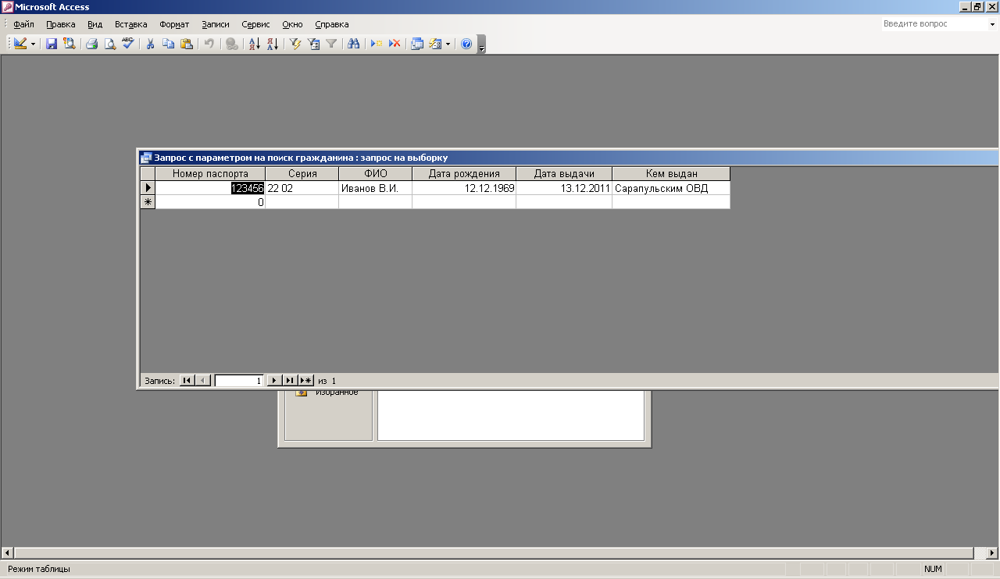 Microsoft Access
Файл Правка Вид Вставка Формат Записи Сервис Окно Справка Введите вопрос
Запрос с параметром на поиск гражданина : запрос на выборку
Номер паспорта Серия ФИО Дата рождения Дата выдачи Кем выдан
123456 22 02 Иванов В.И. 12.12.1969 13.12.2011 Сарапульским ОВД
0
Запись: 1 из 1
Избранное
Режим таблицы NUM